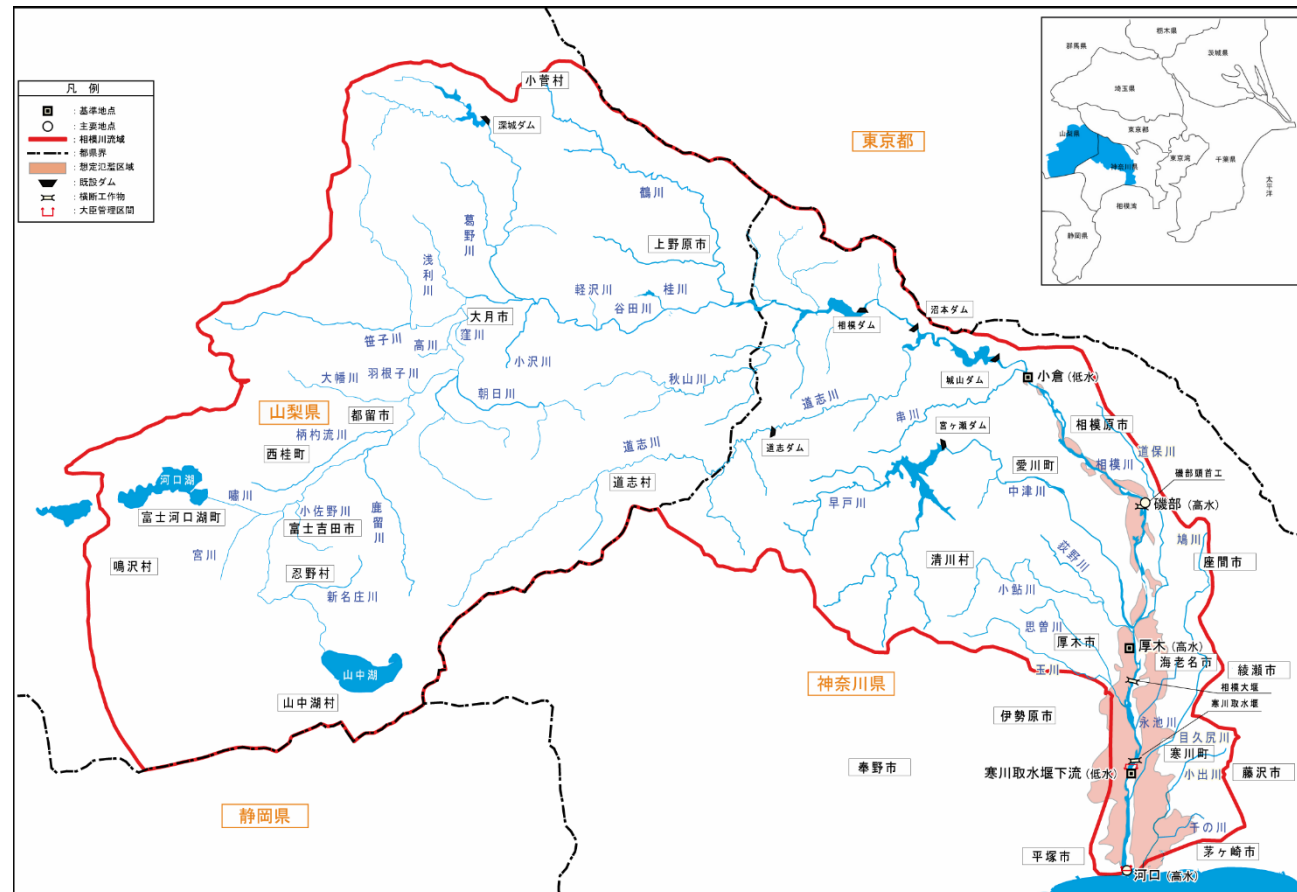 凡 例
：基準地点
：主要地点
：相模川流域
：都県界
：想定氾濫区域
：既設ダム
：横断工作物
：大臣管理区間
栃木県
群馬県
茨城県
埼玉県
山梨県
東京都
神奈川県
東京湾
千葉県
太平洋
相模湾
静岡県
小菅村
深城ダム
東京都
鶴川
葛野川
上野原市
浅利川
軽沢川
桂川
谷田川
大月市
相模ダム
沼本ダム
笹子川
高川
窪川
小沢川
城山ダム
小倉(低水)
大幡川
羽根子川
朝日川
秋山川
道志川
山梨県
都留市
串川
相模原市
柄杓流川
宮ヶ瀬ダム
道志ダム
道保川
西桂町
道志川
愛川町
相模川
磯部頭首工
河口湖
嘯川
道志村
早戸川
中津川
磯部(高水)
富士河口湖町
小佐野川
富士吉田市
鹿留川
鳩川
宮川
荻野川
座間市
鳴沢村
忍野村
清川村
新名庄川
小鮎川
思曽川
厚木市
厚木(高水)
海老名市
山中湖
玉川
綾瀬市
神奈川県
相模大堰
山中湖村
寒川取水堰
伊勢原市
永池川
目久尻川
寒川町
奉野市
寒川取水堰下流(低水)
小出川
藤沢市
静岡県
千の川
平塚市
茅ヶ崎市
河口(高水)